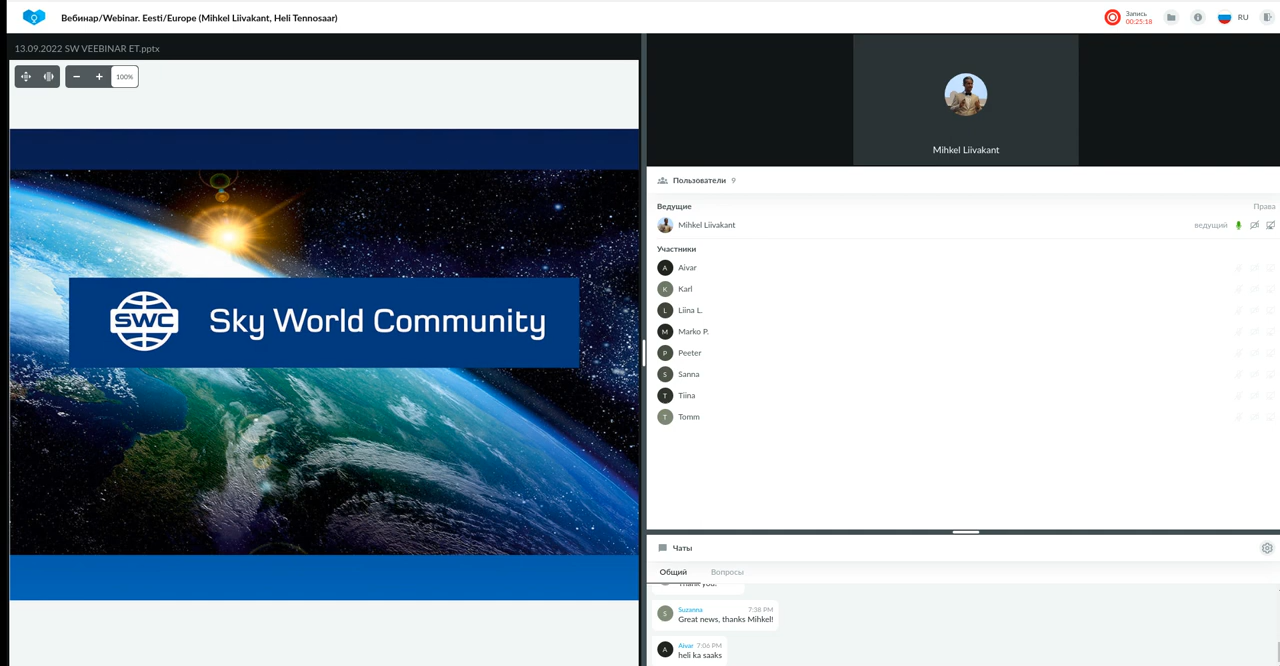 Вебинар/Webinar. Eesti/Europe (Mihkel Liivakant, Heli Tennosaar)
Запись
00:25:18
RU
13.09.2022 SW VEEBINAR ET.pptx
100%
SWC
Sky World Community
Mihkel Liivakant
Пользователи 9
Ведущие
Права
Mihkel Liivakant
ведущий
Участники
A
Aivar
K
Karl
L
Liina L.
M
Marko P.
P
Peeter
S
Sanna
T
Tiina
T
Tomm
Чаты
Общий
Вопросы
Thank you!
S
Suzanna 7:38 PM
Great news, thanks Mihkel!
A
Aivar 7:06 PM
heli ka saaks